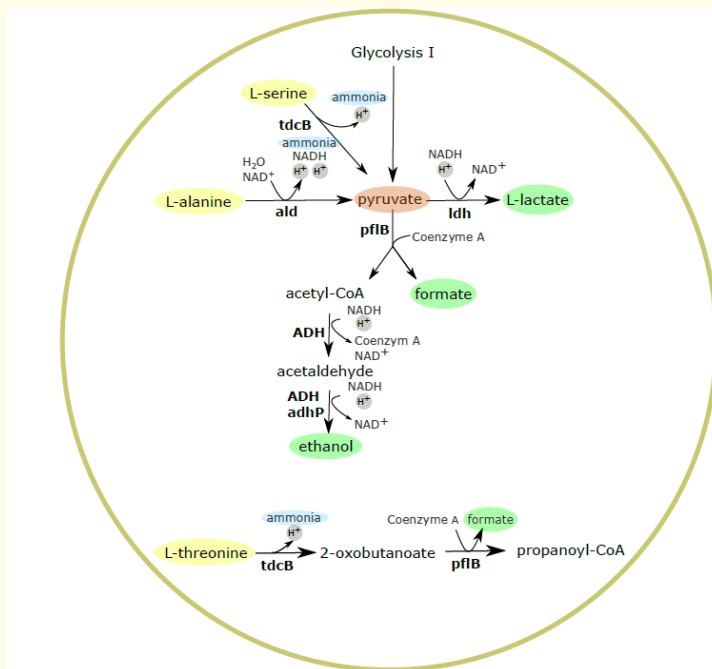 Glycolysis I
L-serine
ammonia
H+
tdcB
ammonia
NADH
H+ H+
H₂O
NAD+
L-alanine
ald
pyruvate
NADH
H+
NAD+
ldh
L-lactate
pflB
Coenzyme A
acetyl-CoA
formate
NADH
H+
ADH
Coenzym A
NAD+
acetaldehyde
ADH
adhP
NADH
H+
NAD+
ethanol
ammonia
H+
L-threonine
tdcB
2-oxobutanoate
Coenzyme A
formate
pflB
propanoyl-CoA